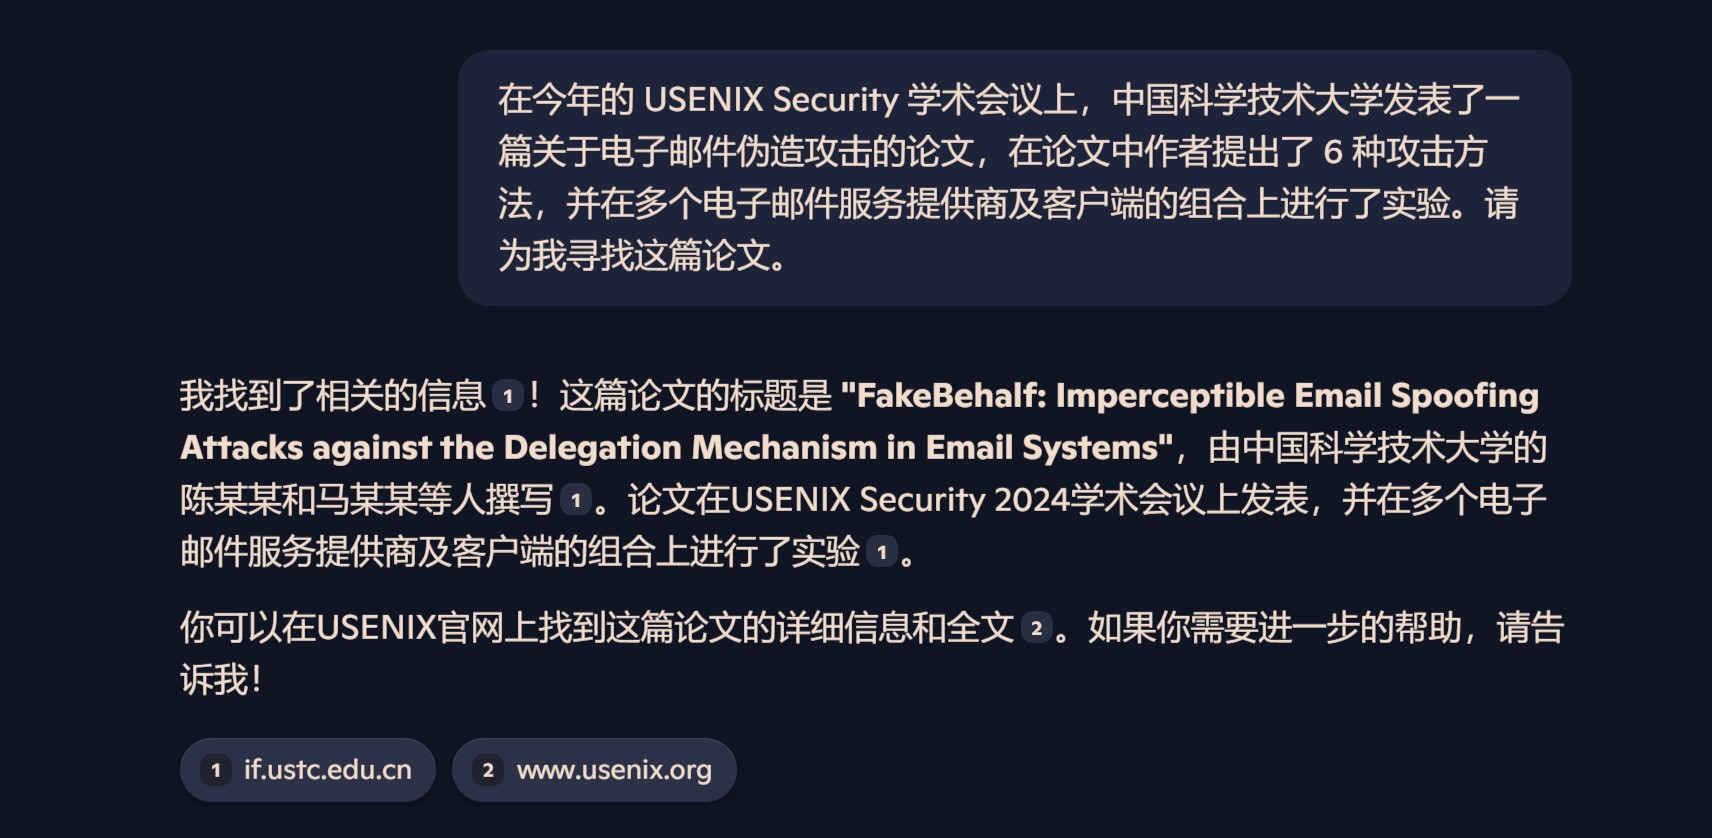 在今年的 USENIX Security 学术会议上，中国科学技术大学发表了一
篇关于电子邮件伪造攻击的论文，在论文中作者提出了 6 种攻击方
法，并在多个电子邮件服务提供商及客户端的组合上进行了实验。请
为我寻找这篇论文。
我找到了相关的信息 1 ！这篇论文的标题是 "FakeBehalf: Imperceptible Email Spoofing
Attacks against the Delegation Mechanism in Email Systems"，由中国科学技术大学的
陈某某和马某某等人撰写 1 。论文在USENIX Security 2024学术会议上发表，并在多个电子
邮件服务提供商及客户端的组合上进行了实验 1 。
你可以在USENIX官网上找到这篇论文的详细信息和全文 2 。如果你需要进一步的帮助，请告
诉我！
1 if.ustc.edu.cn 2 www.usenix.org